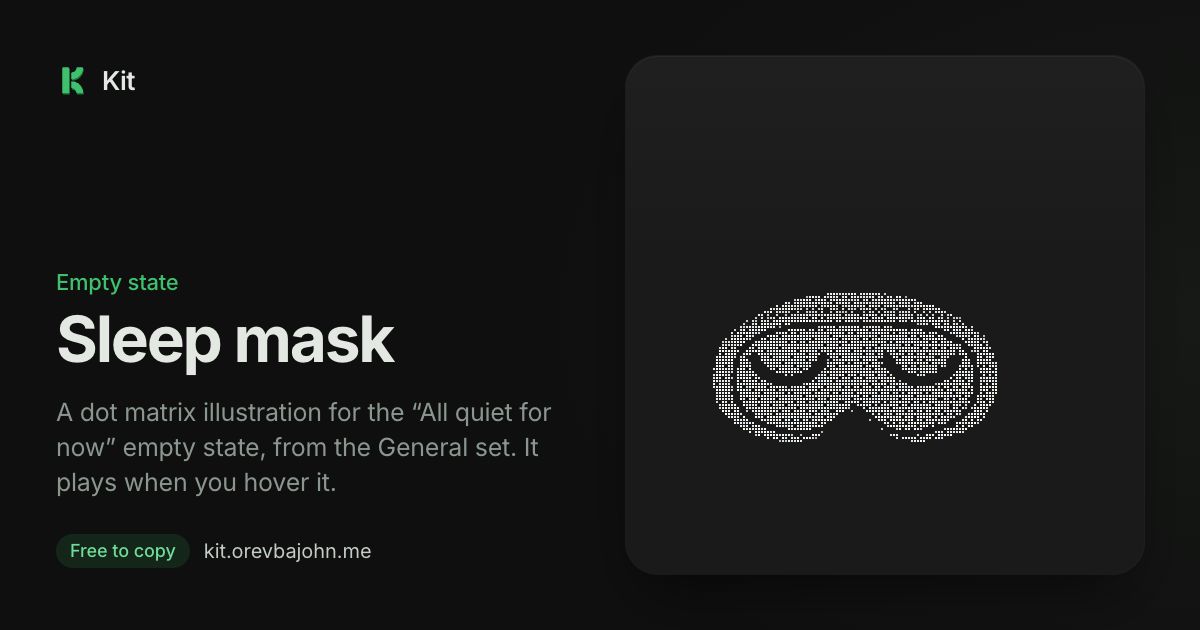 Kit
Empty state
Sleep mask
A dot matrix illustration for the “All quiet for
now” empty state, from the General set. It
plays when you hover it.
Free to copy
kit.orevbajohn.me